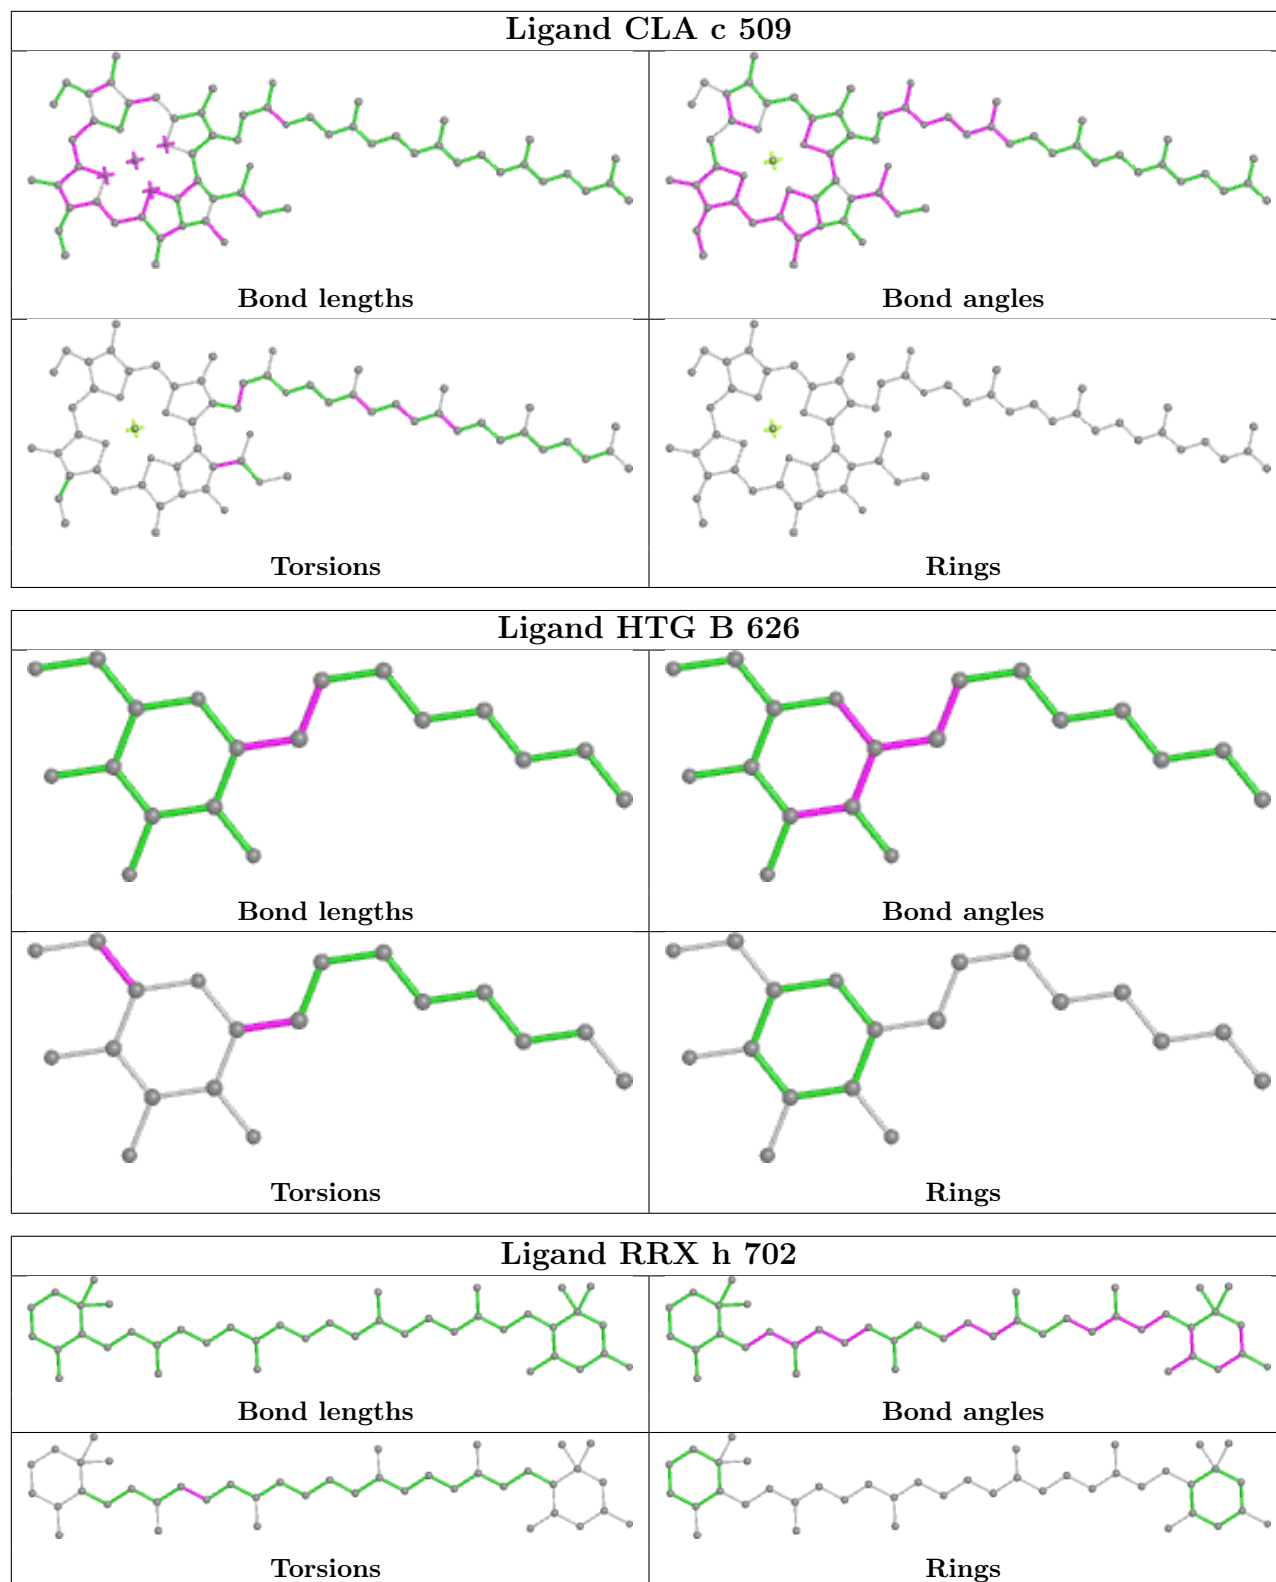 Ligand CLA c 509
Bond lengths
Bond angles
Torsions
Rings
Ligand HTG B 626
Bond lengths
Bond angles
Torsions
Rings
Ligand RRX h 702
Bond lengths
Bond angles
Torsions
Rings